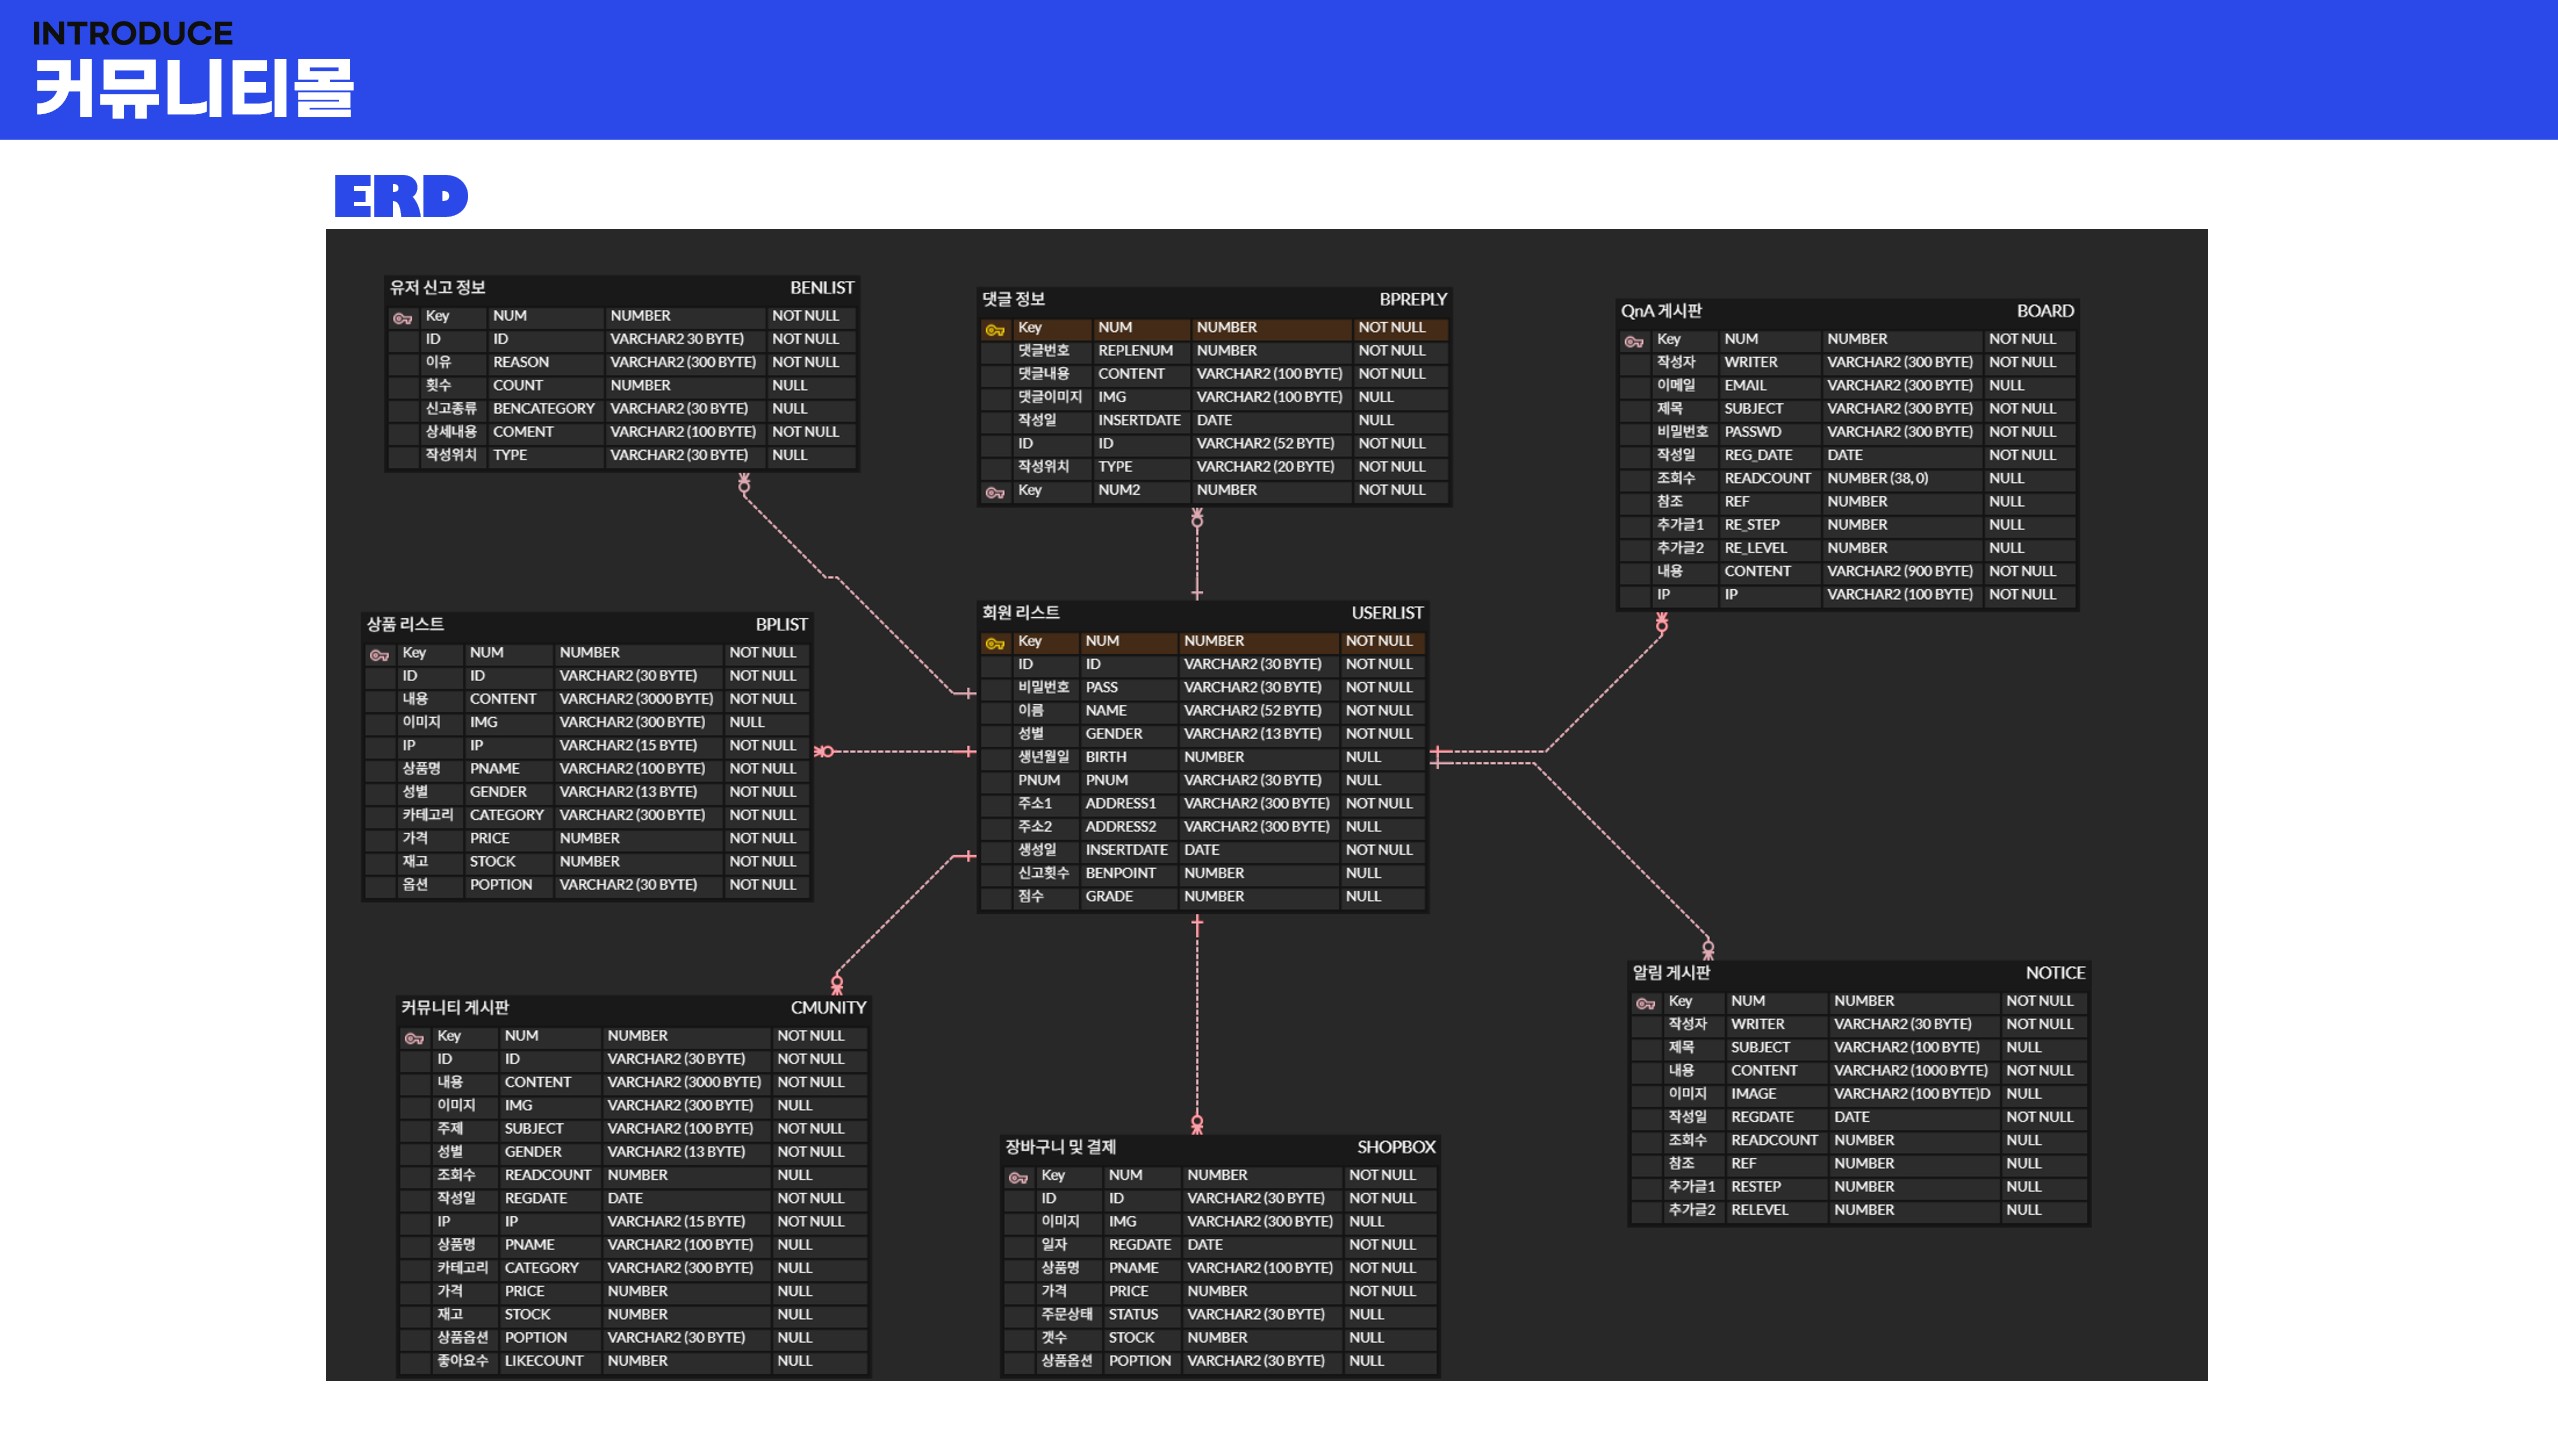 INTRODUCE
커뮤니티몰
ERD
유저 신고 정보 BENLIST
Key NUM NUMBER NOT NULL
ID ID VARCHAR2 30 BYTE) NOT NULL
이유 REASON VARCHAR2 (300 BYTE) NOT NULL
횟수 COUNT NUMBER NULL
신고종류 BENCATEGORY VARCHAR2 (30 BYTE) NULL
상세내용 COMENT VARCHAR2 (100 BYTE) NOT NULL
작성위치 TYPE VARCHAR2 (30 BYTE) NULL
댓글 정보 BPREPLY
Key NUM NUMBER NOT NULL
댓글번호 REPLENUM NUMBER NOT NULL
댓글내용 CONTENT VARCHAR2 (100 BYTE) NOT NULL
댓글이미지 IMG VARCHAR2 (100 BYTE) NULL
작성일 INSERTDATE DATE NULL
ID ID VARCHAR2 (52 BYTE) NOT NULL
작성위치 TYPE VARCHAR2 (20 BYTE) NOT NULL
Key NUM2 NUMBER NOT NULL
QnA 게시판 BOARD
Key NUM NUMBER NOT NULL
작성자 WRITER VARCHAR2 (300 BYTE) NOT NULL
이메일 EMAIL VARCHAR2 (300 BYTE) NULL
제목 SUBJECT VARCHAR2 (300 BYTE) NOT NULL
비밀번호 PASSWD VARCHAR2 (300 BYTE) NOT NULL
작성일 REG_DATE DATE NOT NULL
조회수 READCOUNT NUMBER (38, 0) NULL
참조 REF NUMBER NULL
추가글1 RE_STEP NUMBER NULL
추가글2 RE_LEVEL NUMBER NULL
내용 CONTENT VARCHAR2 (900 BYTE) NOT NULL
IP IP VARCHAR2 (100 BYTE) NOT NULL
상품 리스트 BPLIST
Key NUM NUMBER NOT NULL
ID ID VARCHAR2 (30 BYTE) NOT NULL
내용 CONTENT VARCHAR2 (3000 BYTE) NOT NULL
이미지 IMG VARCHAR2 (300 BYTE) NULL
IP IP VARCHAR2 (15 BYTE) NOT NULL
상품명 PNAME VARCHAR2 (100 BYTE) NOT NULL
성별 GENDER VARCHAR2 (13 BYTE) NOT NULL
카테고리 CATEGORY VARCHAR2 (300 BYTE) NOT NULL
가격 PRICE NUMBER NOT NULL
재고 STOCK NUMBER NOT NULL
옵션 POPTION VARCHAR2 (30 BYTE) NOT NULL
회원 리스트 USERLIST
Key NUM NUMBER NOT NULL
ID ID VARCHAR2 (30 BYTE) NOT NULL
비밀번호 PASS VARCHAR2 (30 BYTE) NOT NULL
이름 NAME VARCHAR2 (52 BYTE) NOT NULL
성별 GENDER VARCHAR2 (13 BYTE) NOT NULL
생년월일 BIRTH NUMBER NULL
PNUM PNUM VARCHAR2 (30 BYTE) NULL
주소1 ADDRESS1 VARCHAR2 (300 BYTE) NOT NULL
주소2 ADDRESS2 VARCHAR2 (300 BYTE) NULL
생성일 INSERTDATE DATE NOT NULL
신고횟수 BENPOINT NUMBER NULL
점수 GRADE NUMBER NULL
커뮤니티 게시판 CMUNITY
Key NUM NUMBER NOT NULL
ID ID VARCHAR2 (30 BYTE) NOT NULL
내용 CONTENT VARCHAR2 (3000 BYTE) NOT NULL
이미지 IMG VARCHAR2 (300 BYTE) NULL
주제 SUBJECT VARCHAR2 (100 BYTE) NOT NULL
성별 GENDER VARCHAR2 (13 BYTE) NOT NULL
조회수 READCOUNT NUMBER NULL
작성일 REGDATE DATE NOT NULL
IP IP VARCHAR2 (15 BYTE) NOT NULL
상품명 PNAME VARCHAR2 (100 BYTE) NULL
카테고리 CATEGORY VARCHAR2 (300 BYTE) NULL
가격 PRICE NUMBER NULL
재고 STOCK NUMBER NULL
상품옵션 POPTION VARCHAR2 (30 BYTE) NULL
좋아요수 LIKECOUNT NUMBER NULL
장바구니 및 결제 SHOPBOX
Key NUM NUMBER NOT NULL
ID ID VARCHAR2 (30 BYTE) NOT NULL
이미지 IMG VARCHAR2 (300 BYTE) NULL
일자 REGDATE DATE NOT NULL
상품명 PNAME VARCHAR2 (100 BYTE) NOT NULL
가격 PRICE NUMBER NOT NULL
주문상태 STATUS VARCHAR2 (30 BYTE) NULL
갯수 STOCK NUMBER NULL
상품옵션 POPTION VARCHAR2 (30 BYTE) NULL
알림 게시판 NOTICE
Key NUM NUMBER NOT NULL
작성자 WRITER VARCHAR2 (30 BYTE) NOT NULL
제목 SUBJECT VARCHAR2 (100 BYTE) NULL
내용 CONTENT VARCHAR2 (1000 BYTE) NOT NULL
이미지 IMAGE VARCHAR2 (100 BYTE)D NULL
작성일 REGDATE DATE NOT NULL
조회수 READCOUNT NUMBER NULL
참조 REF NUMBER NULL
추가글1 RESTEP NUMBER NULL
추가글2 RELEVEL NUMBER NULL